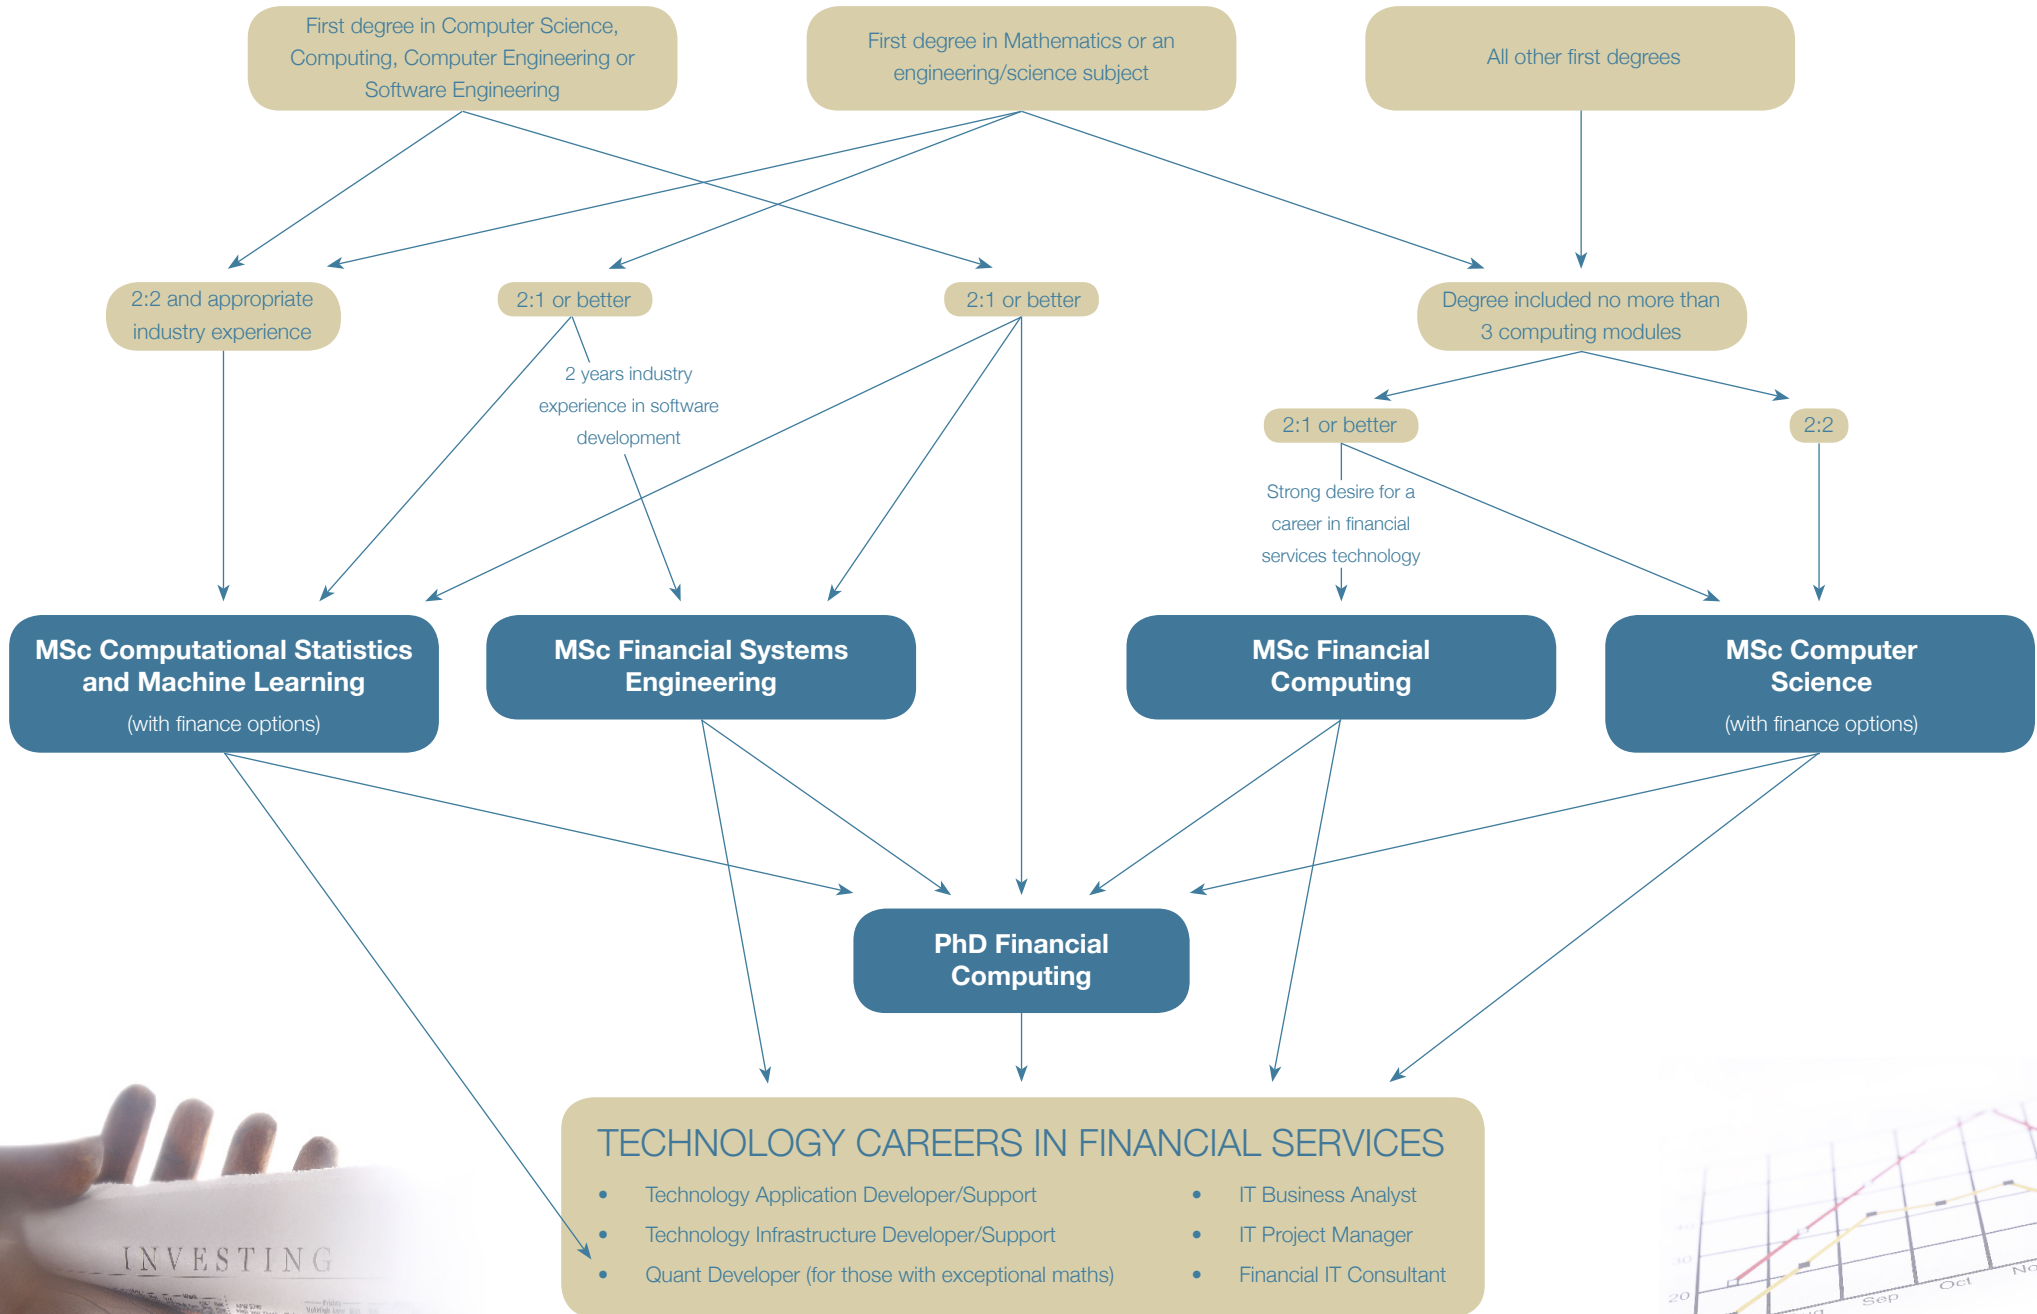 First degree in Computer Science,
Computing, Computer Engineering or
Software Engineering
First degree in Mathematics or an
engineering/science subject
All other first degrees
2:2 and appropriate
industry experience
2:1 or better
2:1 or better
Degree included no more than
3 computing modules
2 years industry
experience in software
development
2:1 or better
2:2
Strong desire for a
career in financial
services technology
MSc Computational Statistics
and Machine Learning
(with finance options)
MSc Financial Systems
Engineering
MSc Financial
Computing
MSc Computer
Science
(with finance options)
PhD Financial
Computing
TECHNOLOGY CAREERS IN FINANCIAL SERVICES
• Technology Application Developer/Support
• Technology Infrastructure Developer/Support
• Quant Developer (for those with exceptional maths)
• IT Business Analyst
• IT Project Manager
• Financial IT Consultant
INVESTING
30
20
Sep
Oct